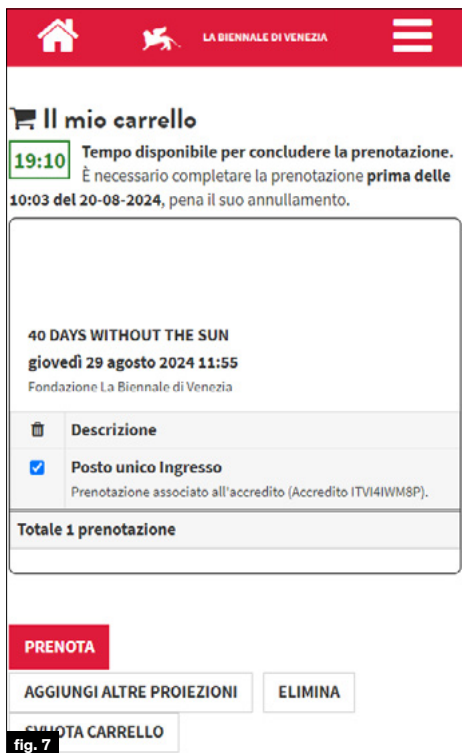 LA BIENNALE DI VENEZIA
Il mio carrello
19:10 Tempo disponibile per concludere la prenotazione.
È necessario completare la prenotazione prima delle
10:03 del 20-08-2024, pena il suo annullamento.
40 DAYS WITHOUT THE SUN
giovedì 29 agosto 2024 11:55
Fondazione La Biennale di Venezia
Descrizione
Posto unico Ingresso
Prenotazione associato all'accredito (Accredito ITVI4IWM8P).
Totale 1 prenotazione
PRENOTA
AGGIUNGI ALTRE PROIEZIONI ELIMINA
SVUOTA CARRELLO
fig. 7